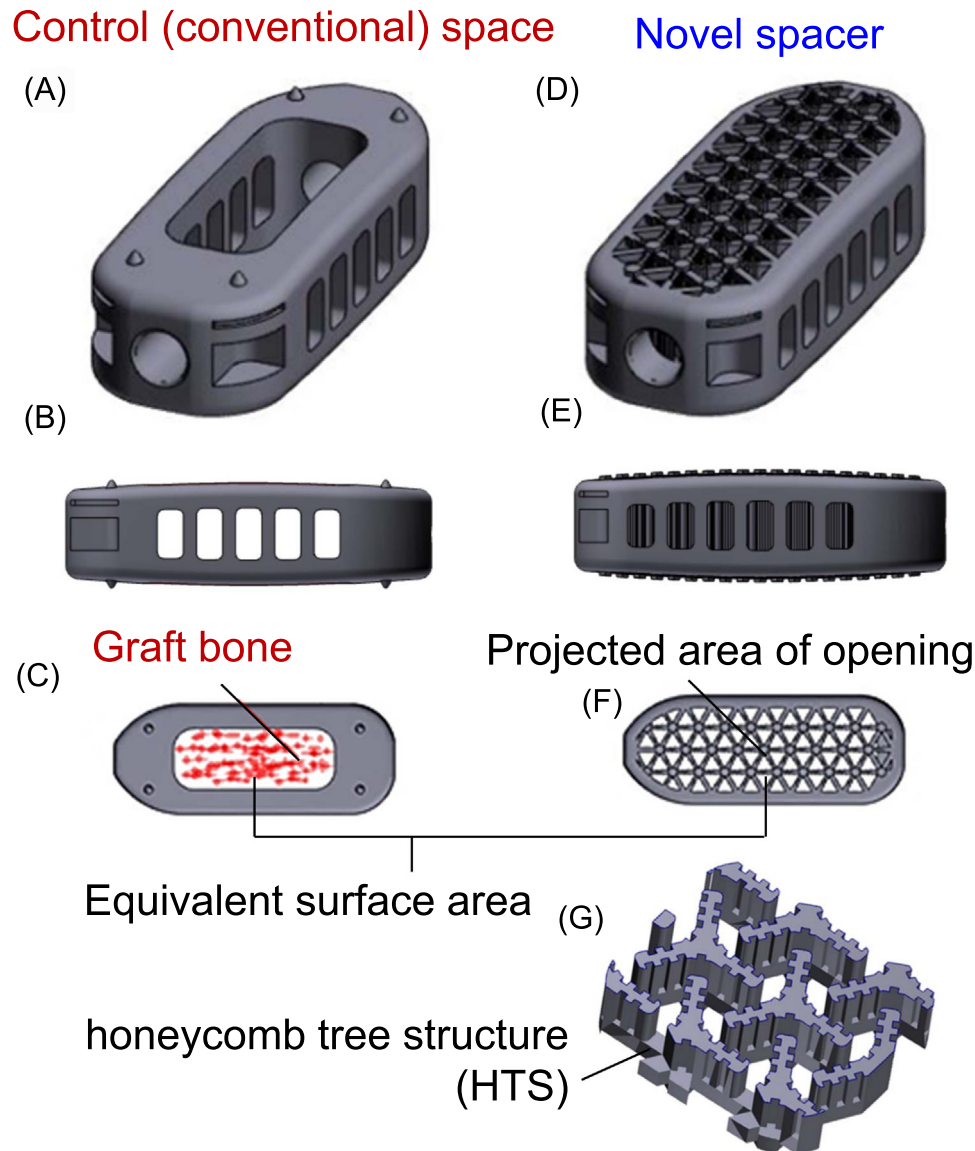 Control (conventional) space
Novel spacer
(A)
(D)
(B)
(E)
Graft bone
Projected area of opening
(C)
(F)
Equivalent surface area
(G)
honeycomb tree structure
(HTS)